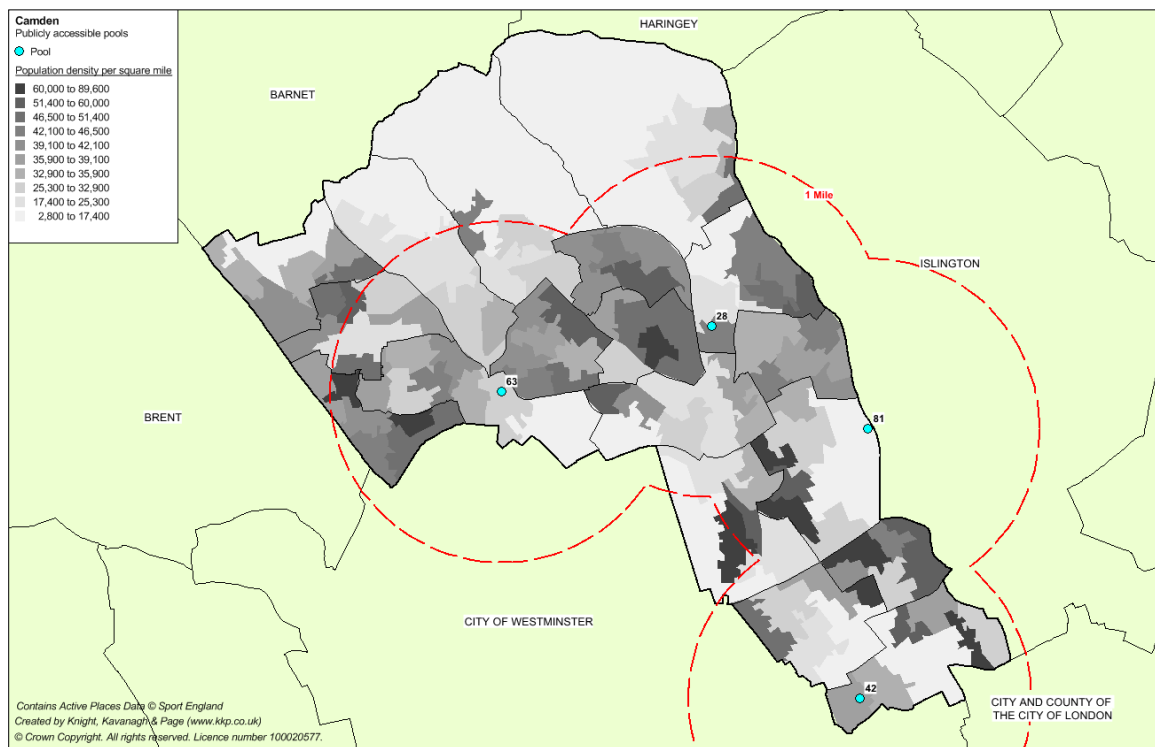 Camden
Publicly accessible pools
Pool
Population density per square mile
60,000 to 89,600
51,400 to 60,000
46,500 to 51,400
42,100 to 46,500
39,100 to 42,100
35,900 to 39,100
32,900 to 35,900
25,300 to 32,900
17,400 to 25,300
2,800 to 17,400
HARINGEY
BARNET
1 Mile
ISLINGTON
28
63
BRENT
81
CITY OF WESTMINSTER
42
CITY AND COUNTY OF
THE CITY OF LONDON
Contains Active Places Data © Sport England
Created by Knight, Kavanagh & Page (www.kkp.co.uk)
© Crown Copyright. All rights reserved. Licence number 100020577.